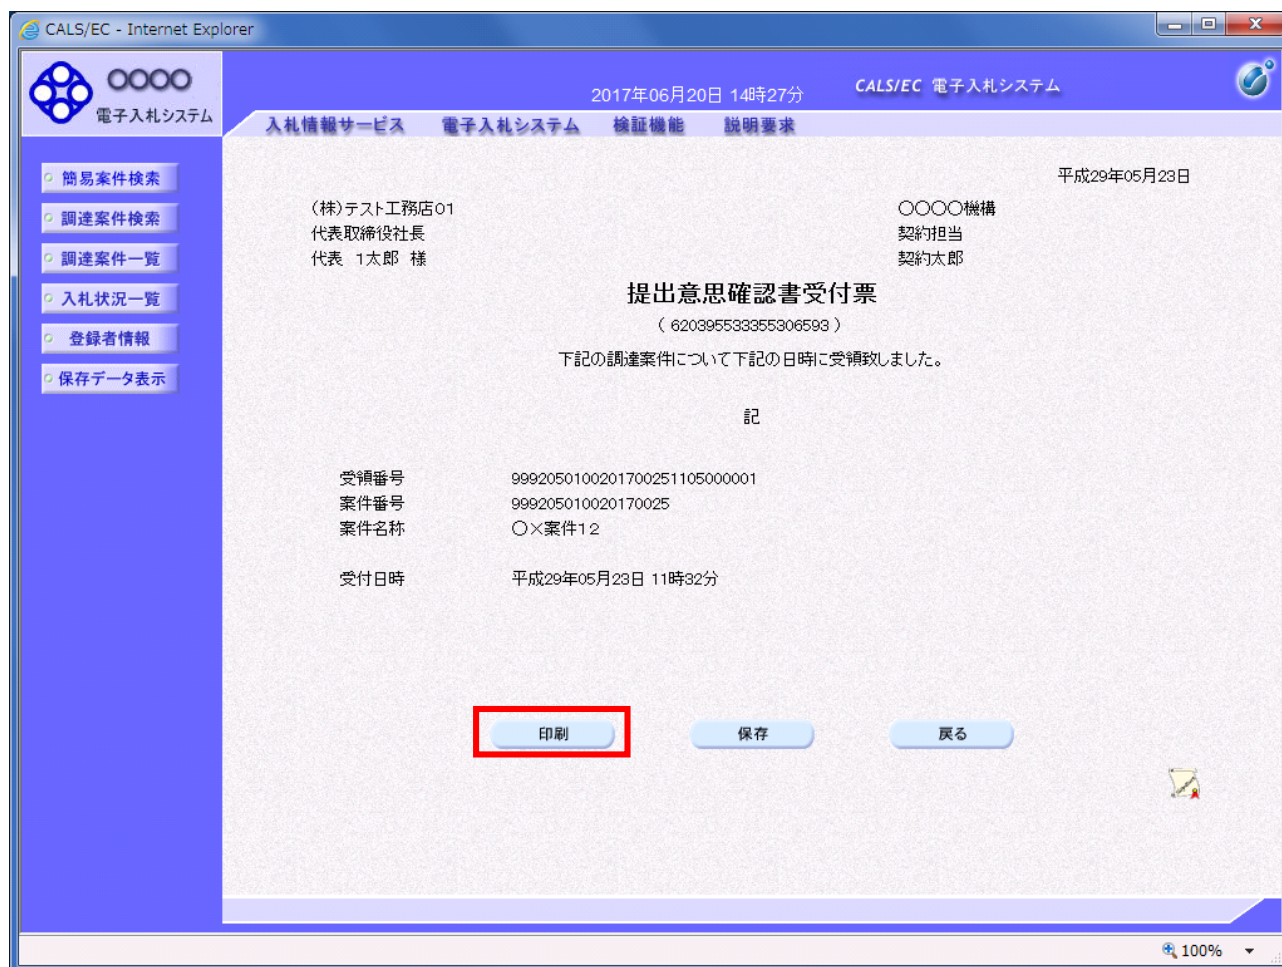 CALS/EC - Internet Explorer
○○○○
電子入札システム
2017年06月20日 14時27分
CALS/EC 電子入札システム
入札情報サービス 電子入札システム 検証機能 説明要求
簡易案件検索
調達案件検索
調達案件一覧
入札状況一覧
登録者情報
保存データ表示
平成29年05月23日
(株)テスト工務店01
代表取締役社長
代表 1太郎 様
○○○○機構
契約担当
契約太郎
提出意思確認書受付票
( 620395533355306593 )
下記の調達案件について下記の日時に受領致しました。
記
受領番号 9992050100201700251105000001
案件番号 999205010020170025
案件名称 ○×案件12
受付日時 平成29年05月23日 11時32分
印刷 保存 戻る
100%